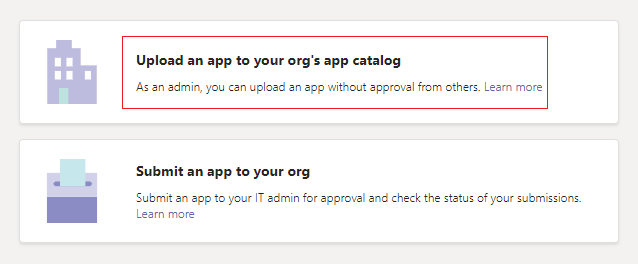 Upload an app to your org's app catalog
As an admin, you can upload an app without approval from others. Learn more
Submit an app to your org
Submit an app to your IT admin for approval and check the status of your submissions.
Learn more